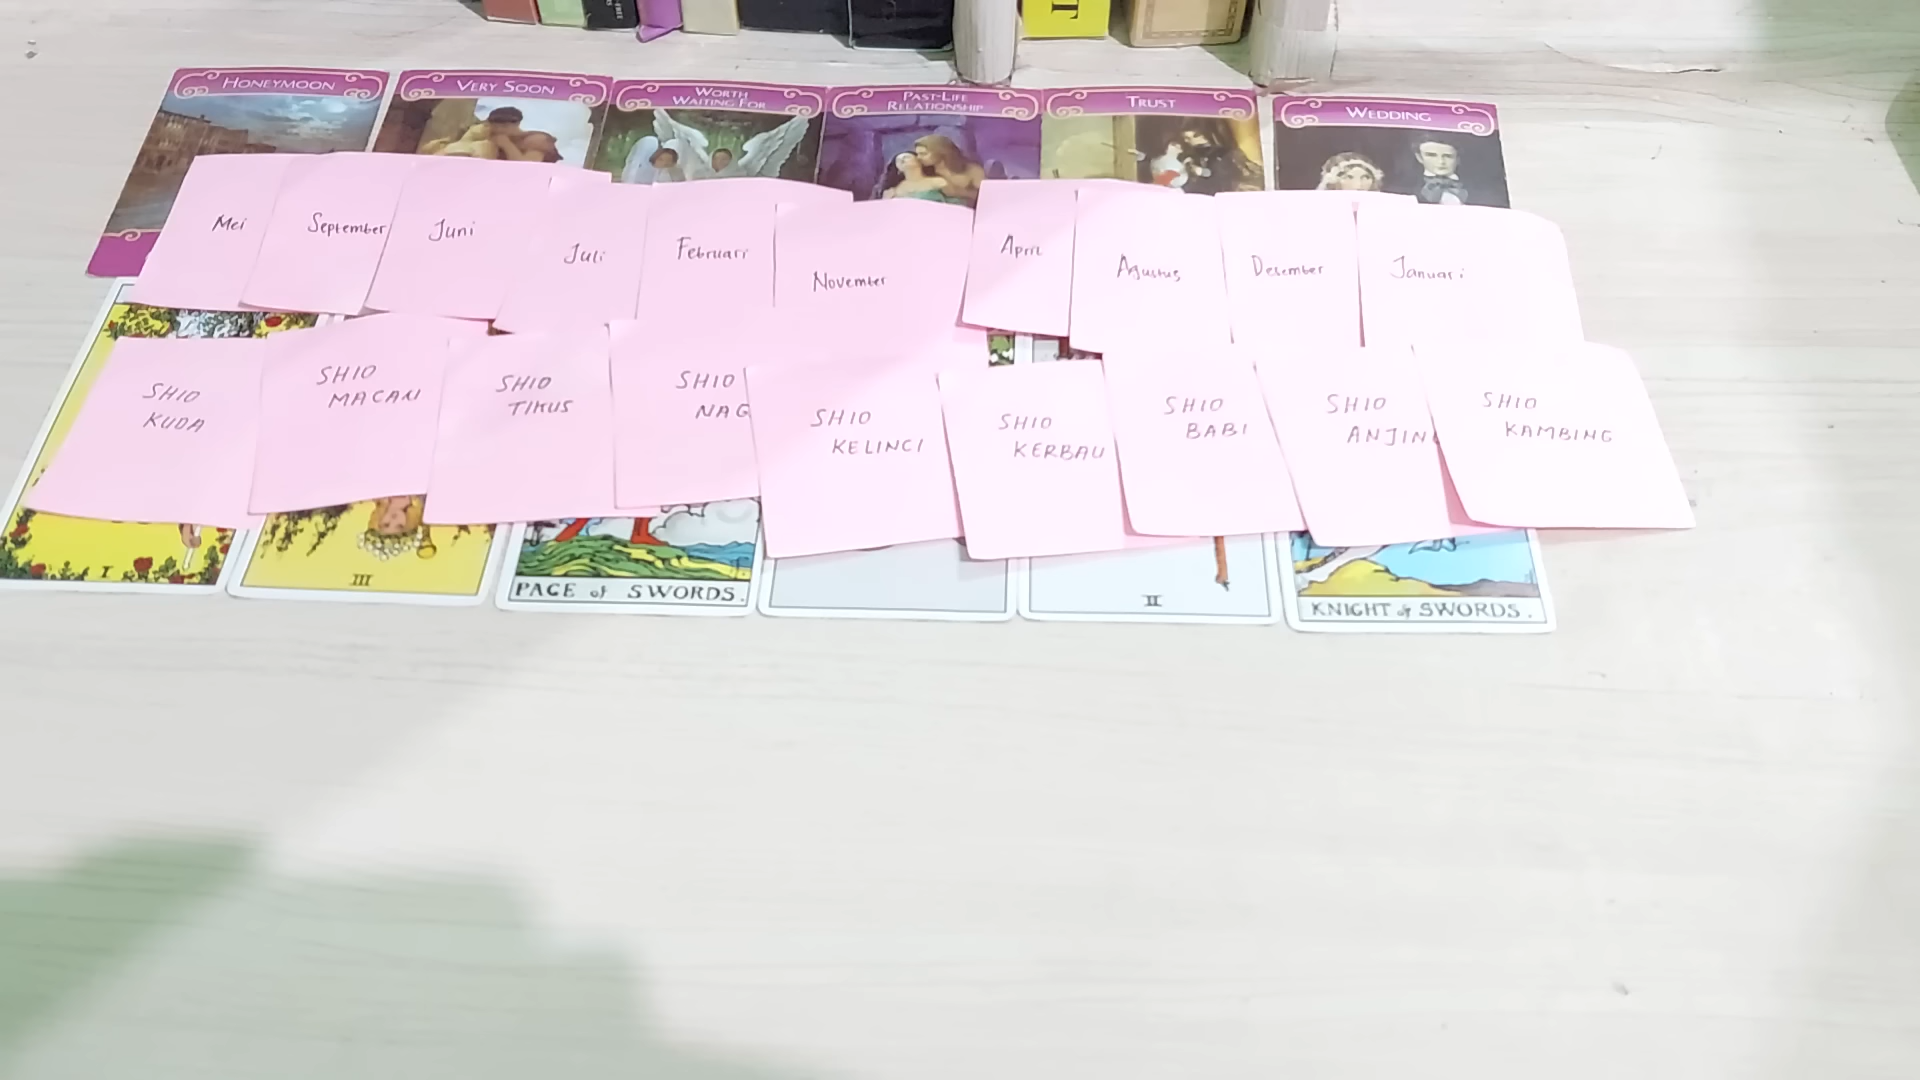 HONEYMOON
VERY SOON
WORTH
WAITING FOR
PAST-LIFE
RELATIONSHIP
TRUST
WEDDING
Mei
September
Juni
Juli
Februari
November
April
Agustus
Desember
Januari
SHIO
KUDA
SHIO
MACAN
SHIO
TIKUS
SHIO
NAG
SHIO
KELINCI
SHIO
KERBAU
SHIO
BABI
SHIO
ANJIN
SHIO
KAMBING
I
III
PAGE of SWORDS.
II
KNIGHT of SWORDS.